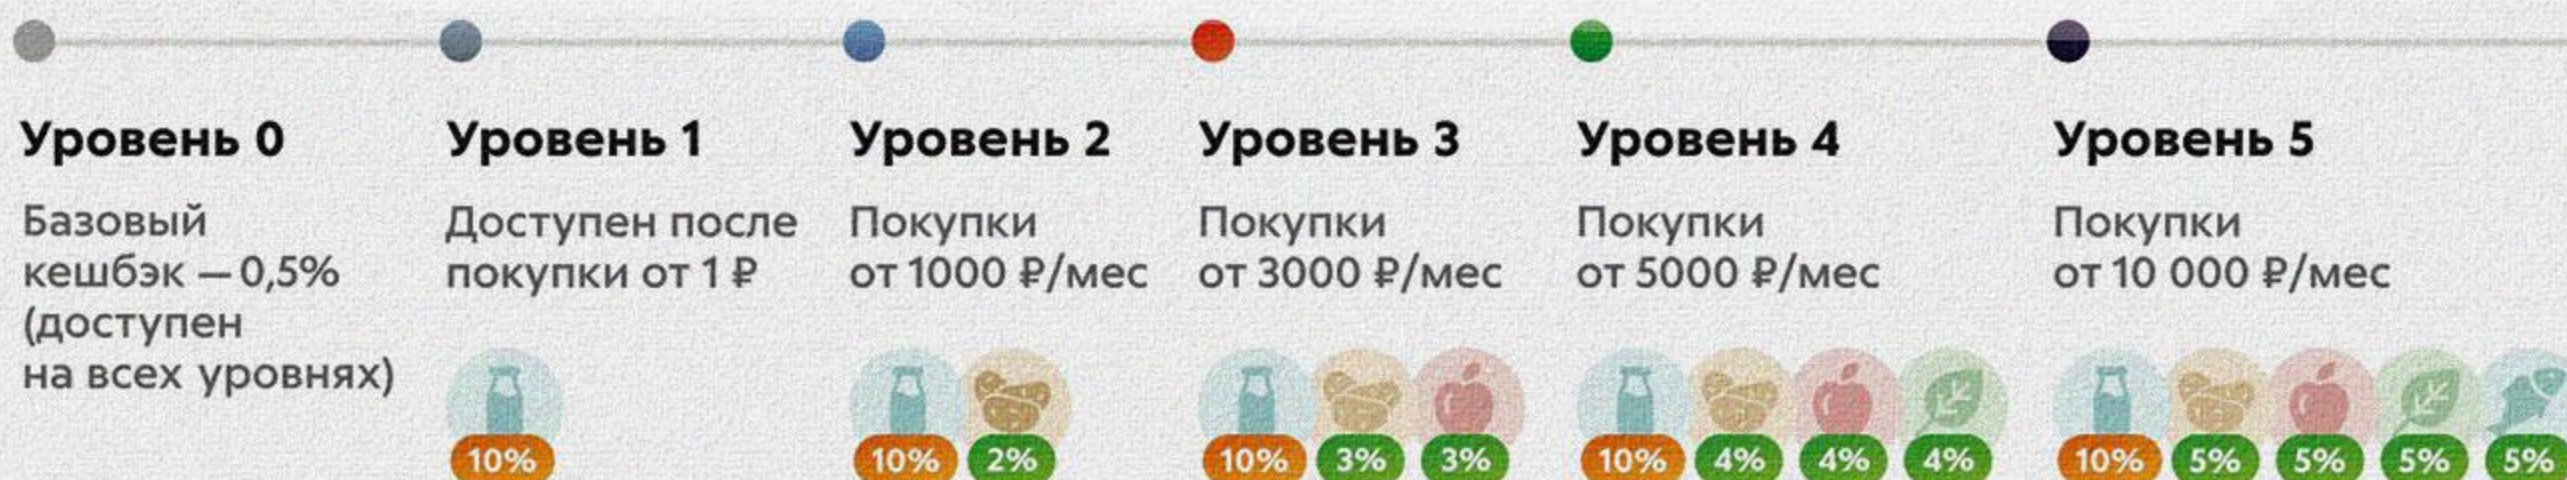 Уровень 0
Базовый
кешбэк — 0,5%
(доступен
на всех уровнях)
Уровень 1
Доступен после
покупки от 1 ₽
10%
Уровень 2
Покупки
от 1000 ₽/мес
10% 2%
Уровень 3
Покупки
от 3000 ₽/мес
10% 3% 3%
Уровень 4
Покупки
от 5000 ₽/мес
10% 4% 4% 4%
Уровень 5
Покупки
от 10 000 ₽/мес
10% 5% 5% 5% 5%